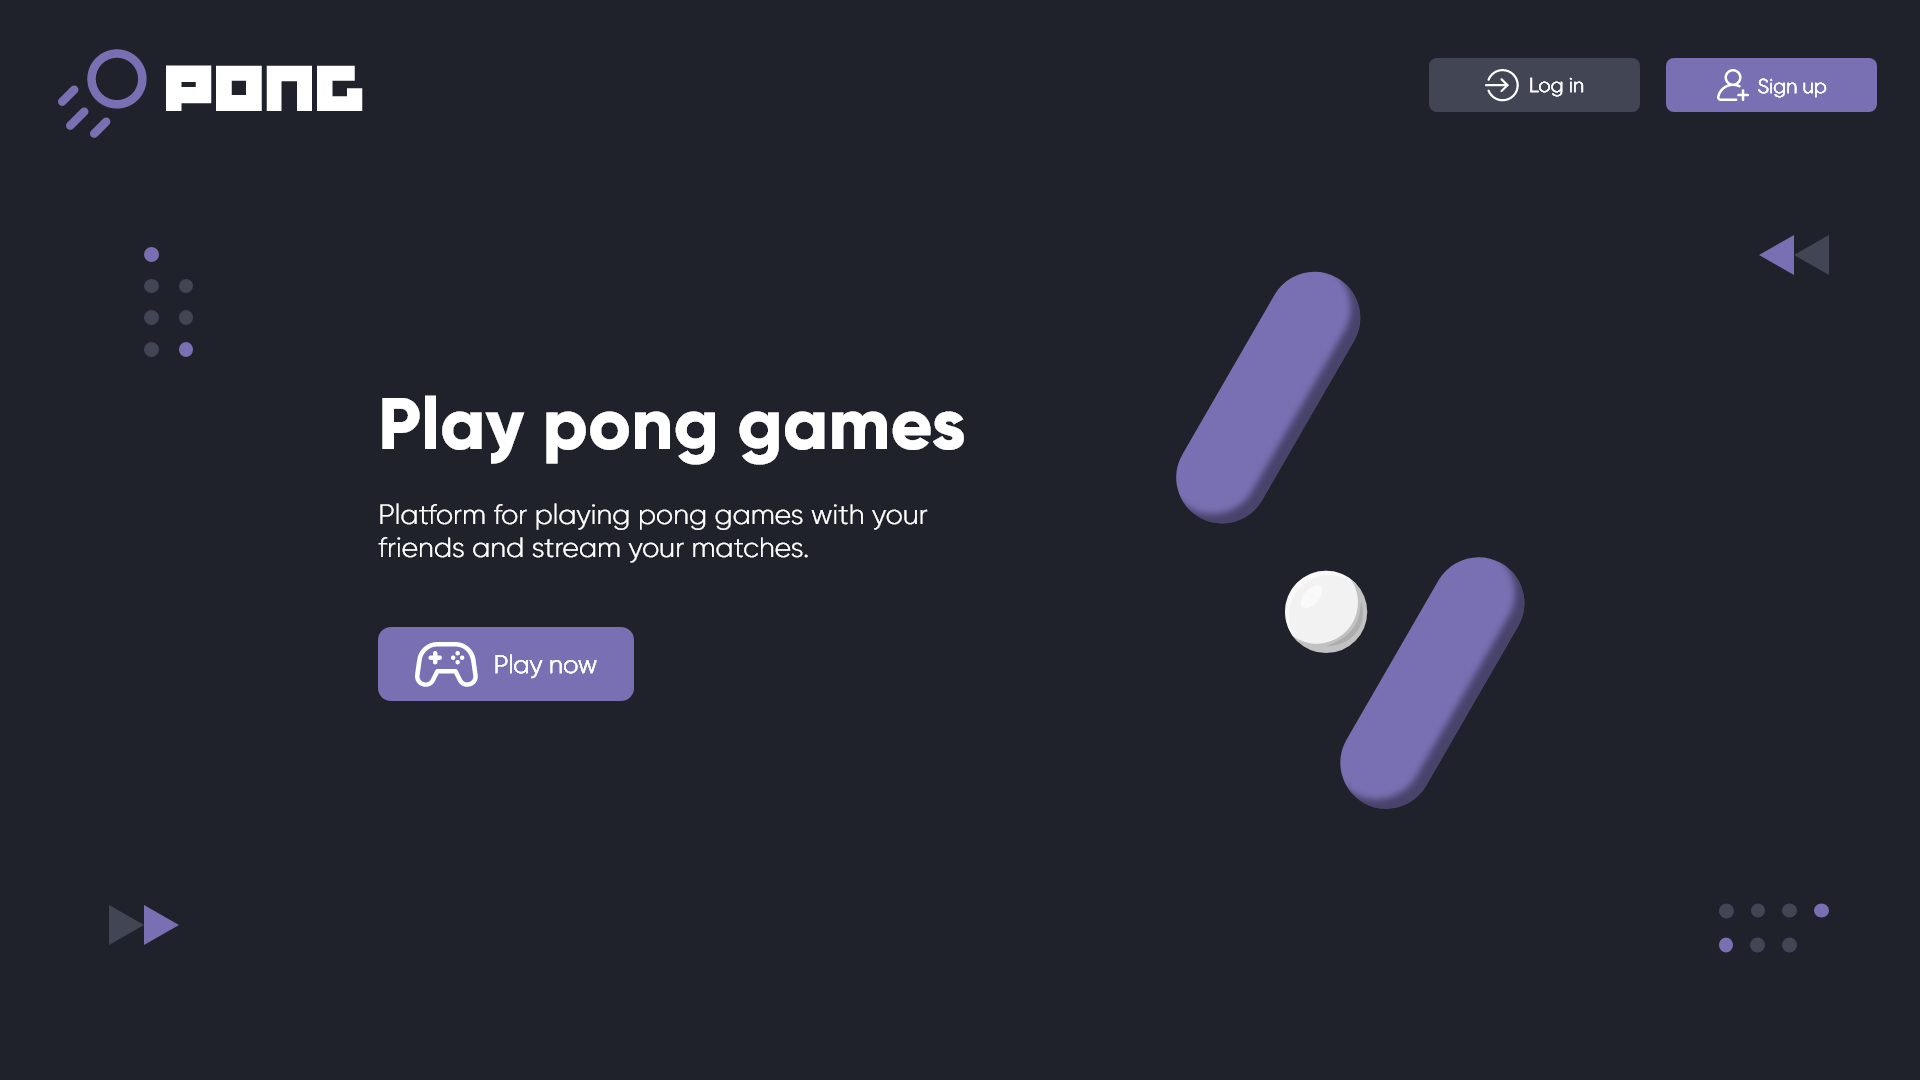 PONG
Log in
Sign up
Play pong games
Platform for playing pong games with your
friends and stream your matches.
Play now